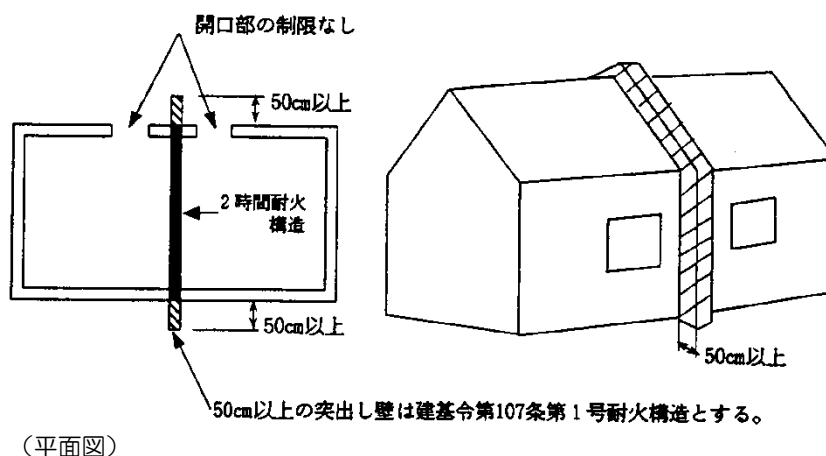 開口部の制限なし
50cm以上
2時間耐火
構造
50cm以上
50cm以上
50cm以上の突出し壁は建基令第107条第1号耐火構造とする。
（平面図）